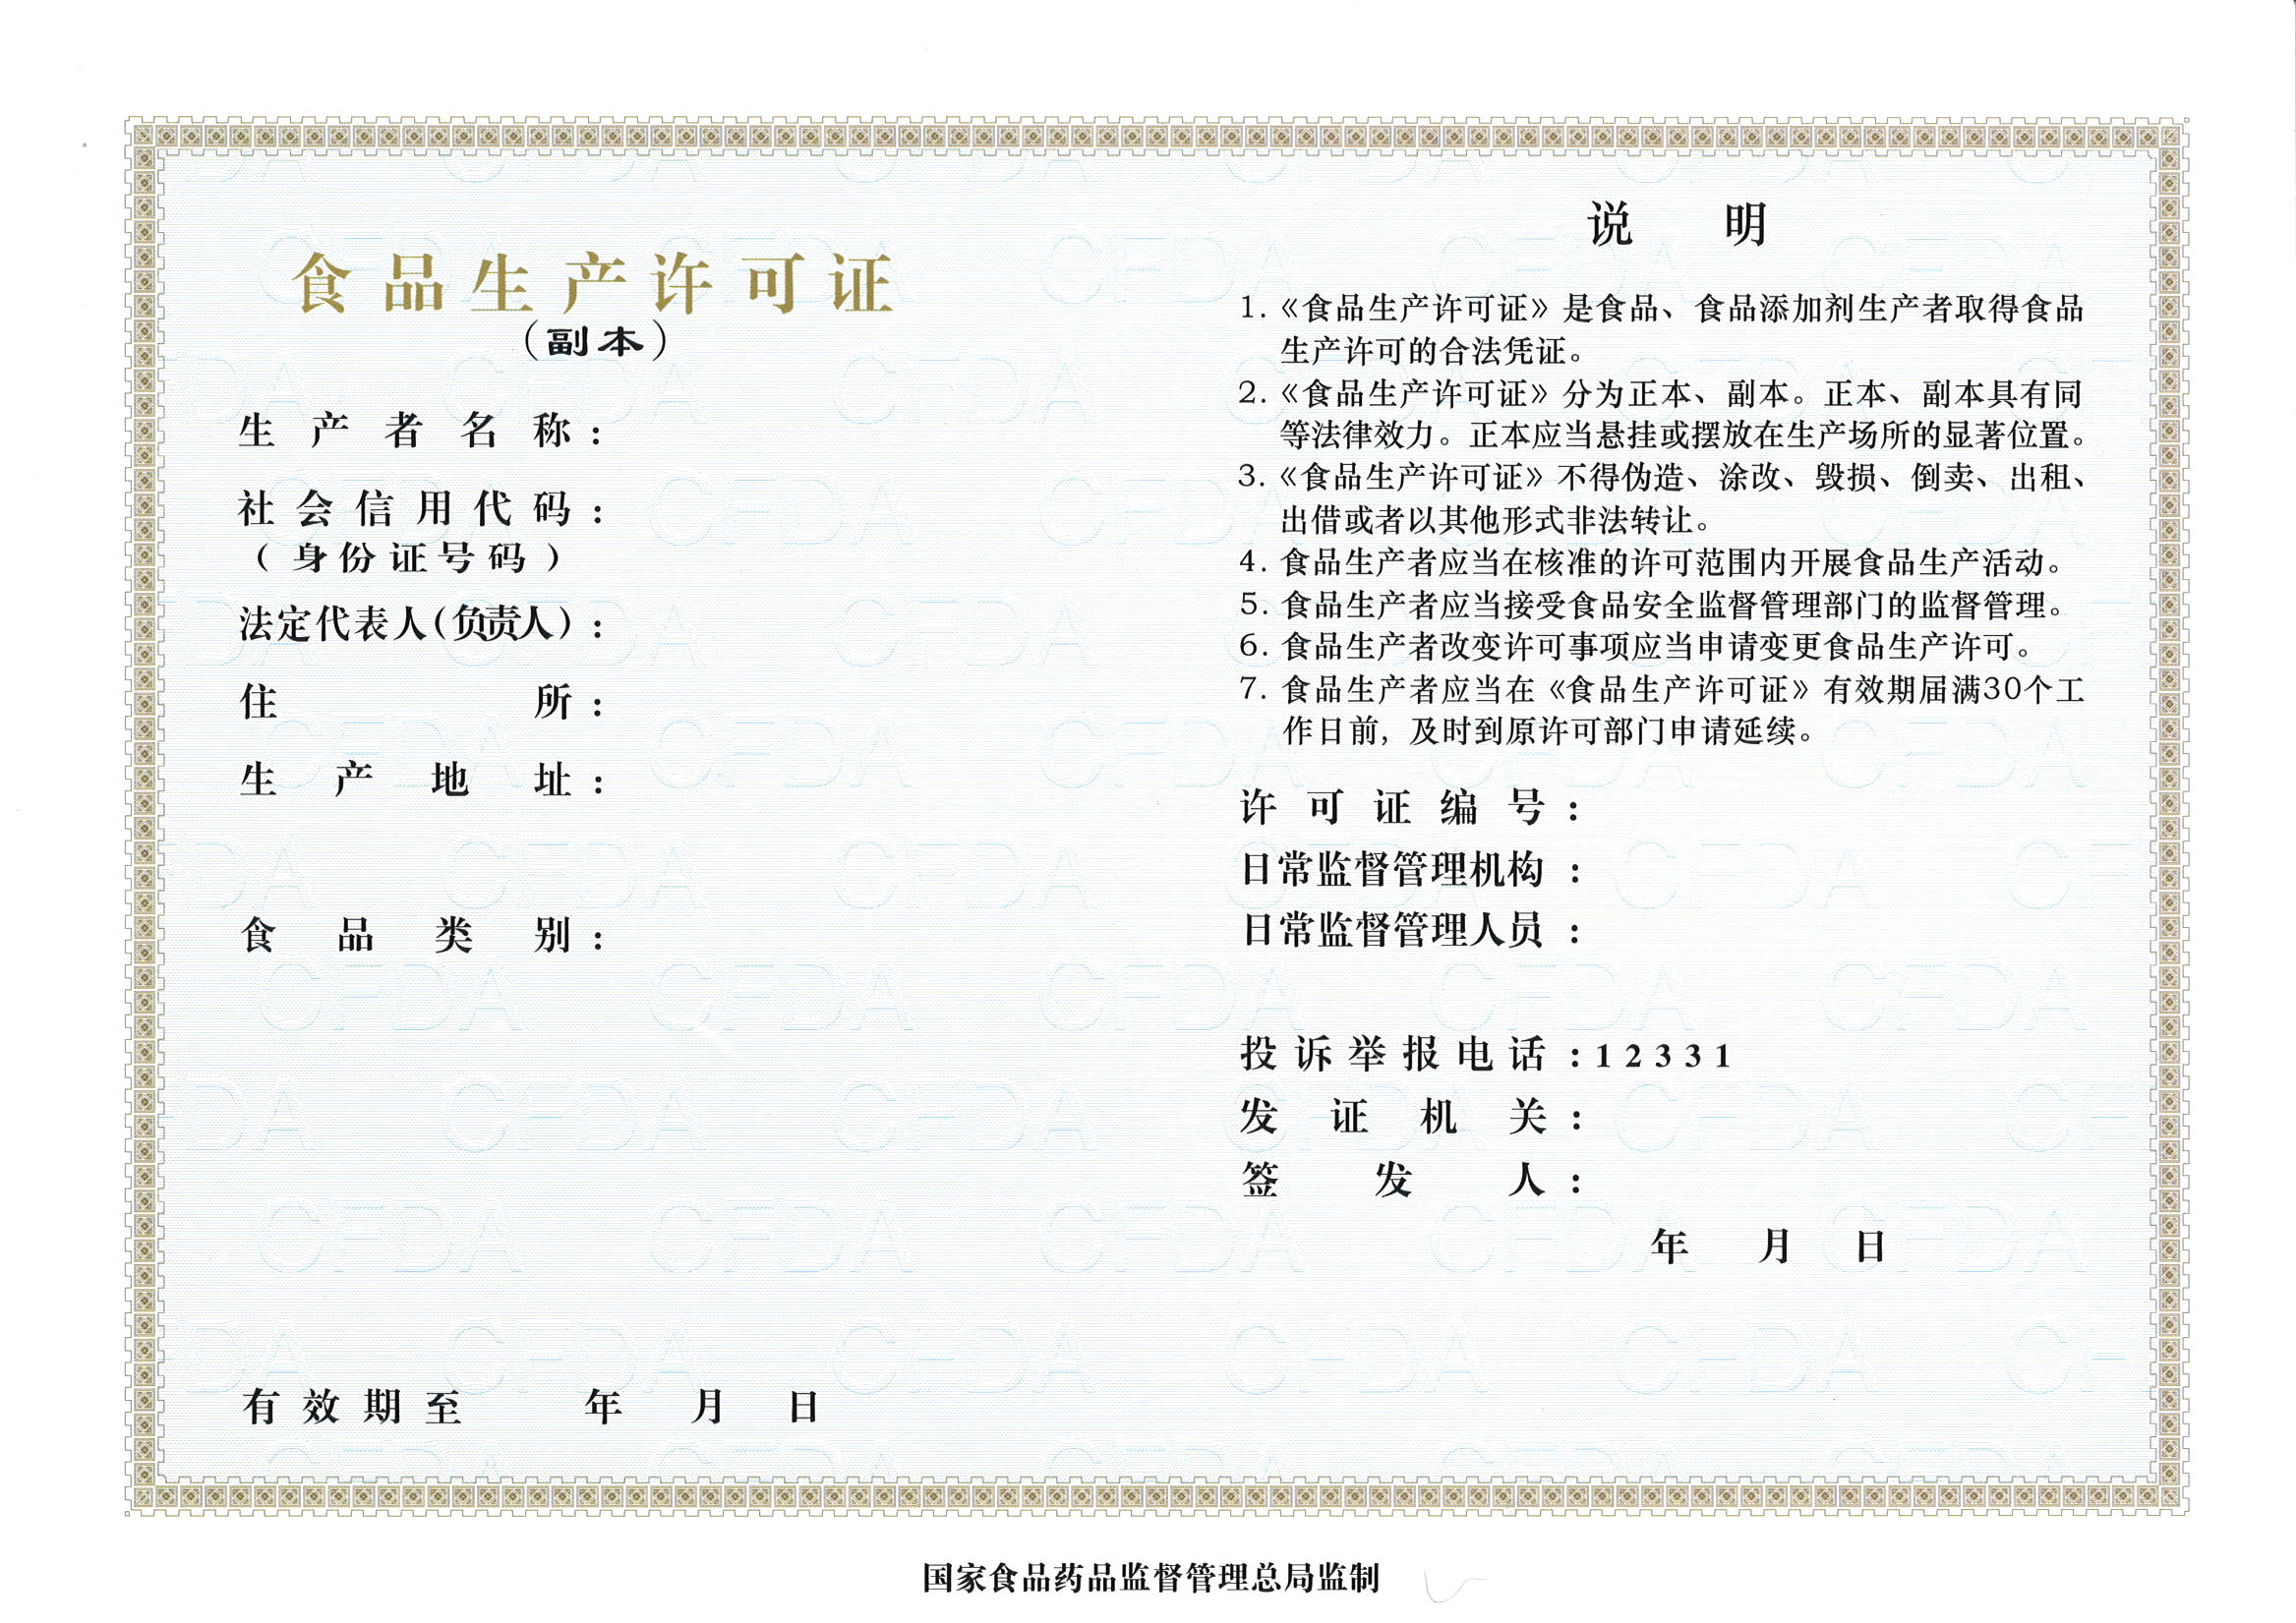 食品生产许可证
（副本）
生产者名称：
社会信用代码：
（身份证号码）
法定代表人（负责人）：
住所：
生产地址：
食品类别：
有效期至 年 月 日
说 明
1. 《食品生产许可证》是食品、食品添加剂生产者取得食品
生产许可的合法凭证。
2. 《食品生产许可证》分为正本、副本。正本、副本具有同
等法律效力。正本应当悬挂或摆放在生产场所的显著位置。
3. 《食品生产许可证》不得伪造、涂改、毁损、倒卖、出租、
出借或者以其他形式非法转让。
4. 食品生产者应当在核准的许可范围内开展食品生产活动。
5. 食品生产者应当接受食品安全监督管理部门的监督管理。
6. 食品生产者改变许可事项应当申请变更食品生产许可。
7. 食品生产者应当在《食品生产许可证》有效期届满30个工
作日前，及时到原许可部门申请延续。
许可证编号：
日常监督管理机构：
日常监督管理人员：
投诉举报电话：12331
发证机关：
签发人：
年 月 日
国家食品药品监督管理总局监制